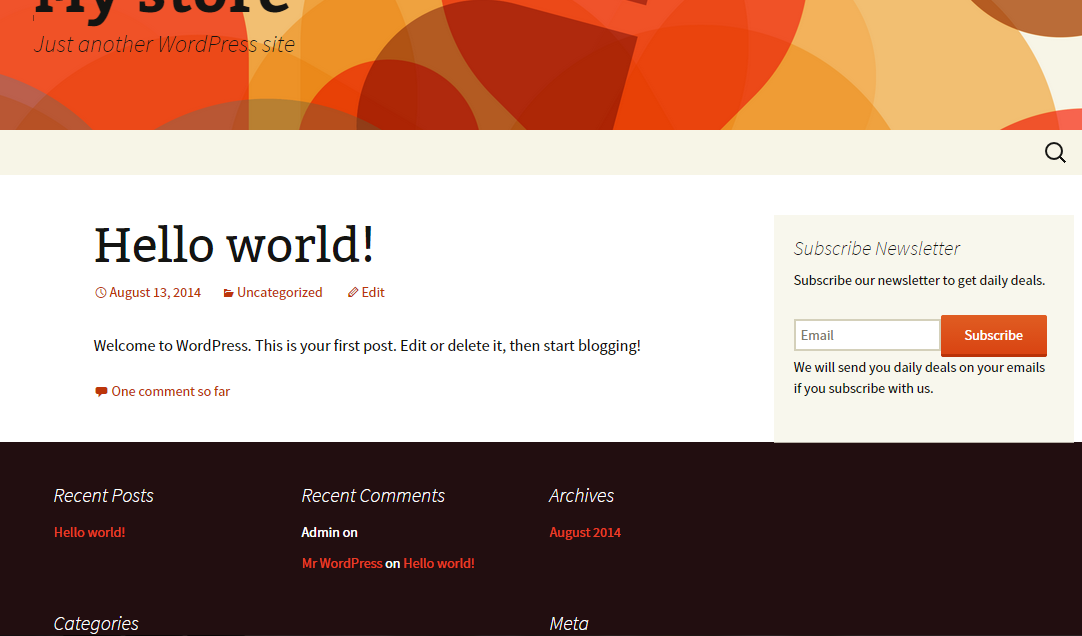 My store
Just another WordPress site
Hello world!
August 13, 2014 Uncategorized Edit
Welcome to WordPress. This is your first post. Edit or delete it, then start blogging!
One comment so far
Subscribe Newsletter
Subscribe our newsletter to get daily deals.
Email Subscribe
We will send you daily deals on your emails
if you subscribe with us.
Recent Posts
Hello world!
Recent Comments
Admin on
Mr WordPress on Hello world!
Archives
August 2014
Categories
Meta